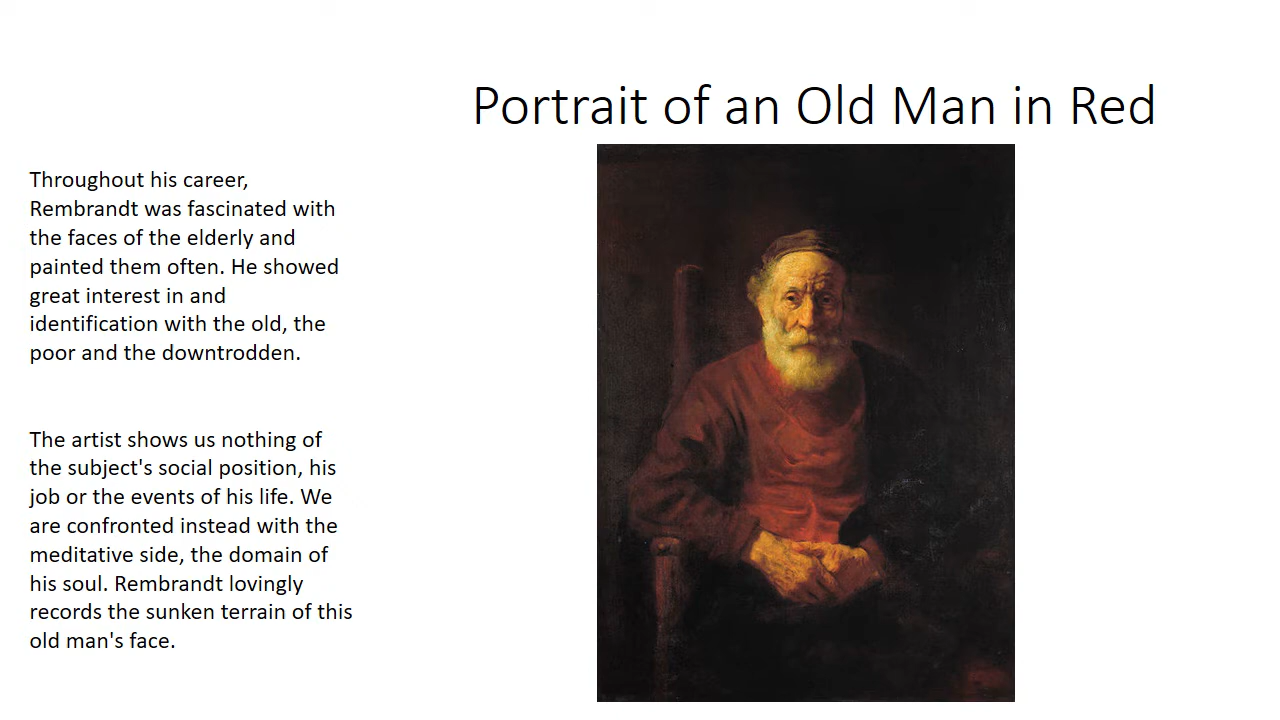 Portrait of an Old Man in Red
Throughout his career,
Rembrandt was fascinated with
the faces of the elderly and
painted them often. He showed
great interest in and
identification with the old, the
poor and the downtrodden.
The artist shows us nothing of
the subject's social position, his
job or the events of his life. We
are confronted instead with the
meditative side, the domain of
his soul. Rembrandt lovingly
records the sunken terrain of this
old man's face.